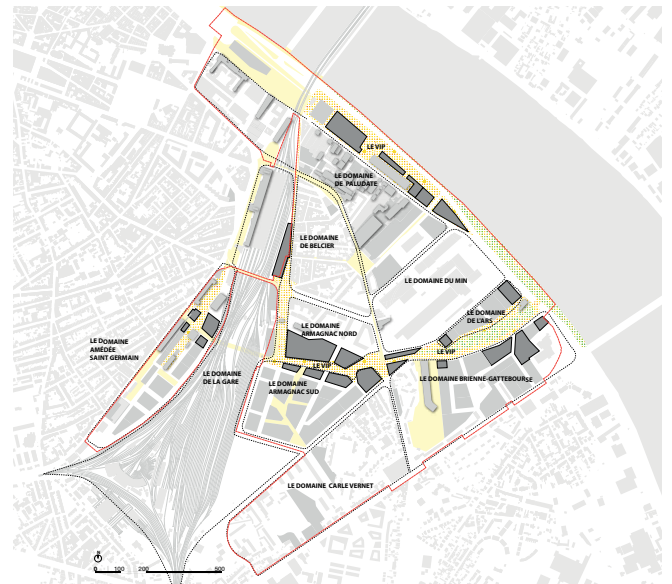 LE VIP
LE DOMAINE
DE PALUDATE
LE DOMAINE
DE BELCIER
LE DOMAINE DU MIN
LE DOMAINE
DE L'ARS
LE DOMAINE
ARMAGNAC NORD
LE DOMAINE
AMÉDÉE
SAINT GERMAIN
LE VIP
LE VIP
LE DOMAINE
DE LA GARE
LE DOMAINE
ARMAGNAC SUD
LE DOMAINE BRIENNE-GATTEBOURSE
LE DOMAINE CARLE VERNET
N
0 100 200 500